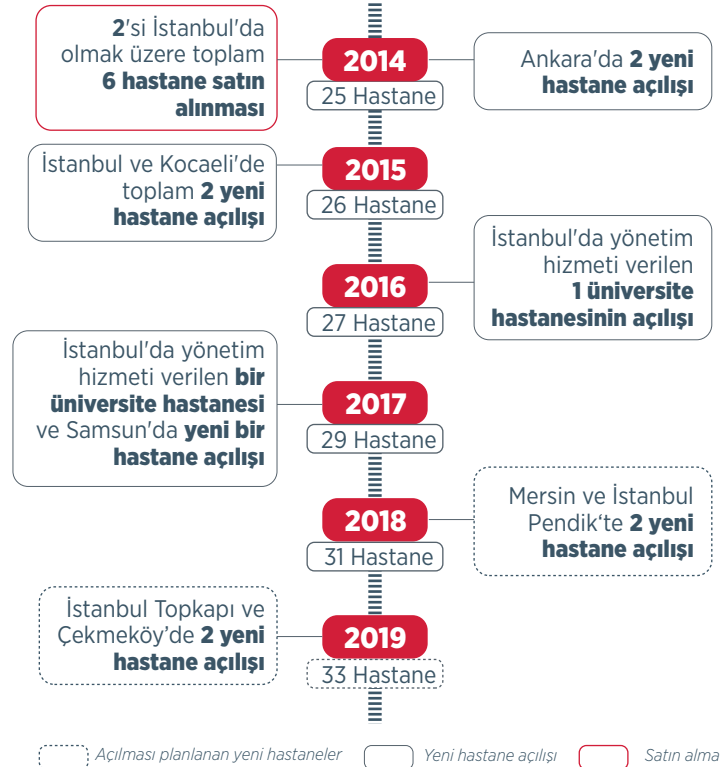 2'si İstanbul'da
olmak üzere toplam
6 hastane satın
alınması
2014
25 Hastane
Ankara'da 2 yeni
hastane açılışı
İstanbul ve Kocaeli'de
toplam 2 yeni
hastane açılışı
2015
26 Hastane
2016
27 Hastane
İstanbul'da yönetim
hizmeti verilen
1 üniversite
hastanesinin açılışı
İstanbul'da yönetim
hizmeti verilen bir
üniversite hastanesi
ve Samsun'da yeni bir
hastane açılışı
2017
29 Hastane
2018
31 Hastane
Mersin ve İstanbul
Pendik‘te 2 yeni
hastane açılışı
İstanbul Topkapı ve
Çekmeköy’de 2 yeni
hastane açılışı
2019
33 Hastane
Açılması planlanan yeni hastaneler
Yeni hastane açılışı
Satın alma